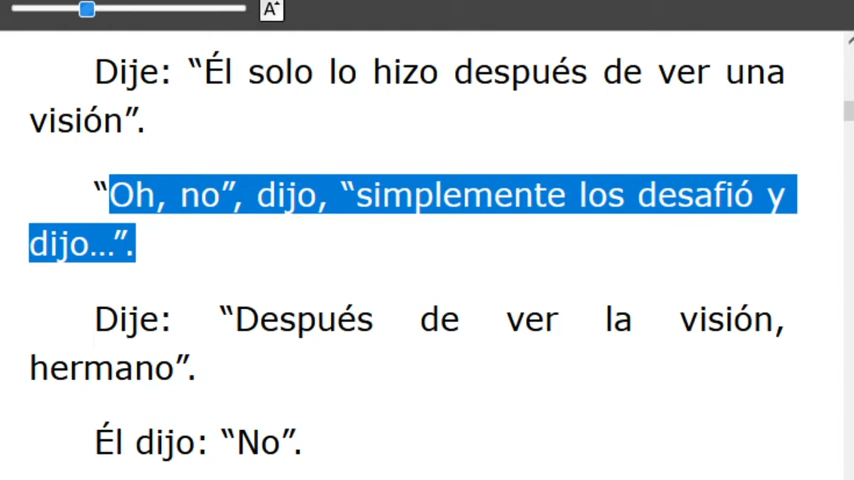 A
Dije: “Él solo lo hizo después de ver una
visión”.
“Oh, no”, dijo, “simplemente los desafió y
dijo…”.
Dije: “Después de ver la visión,
hermano”.
Él dijo: “No”.